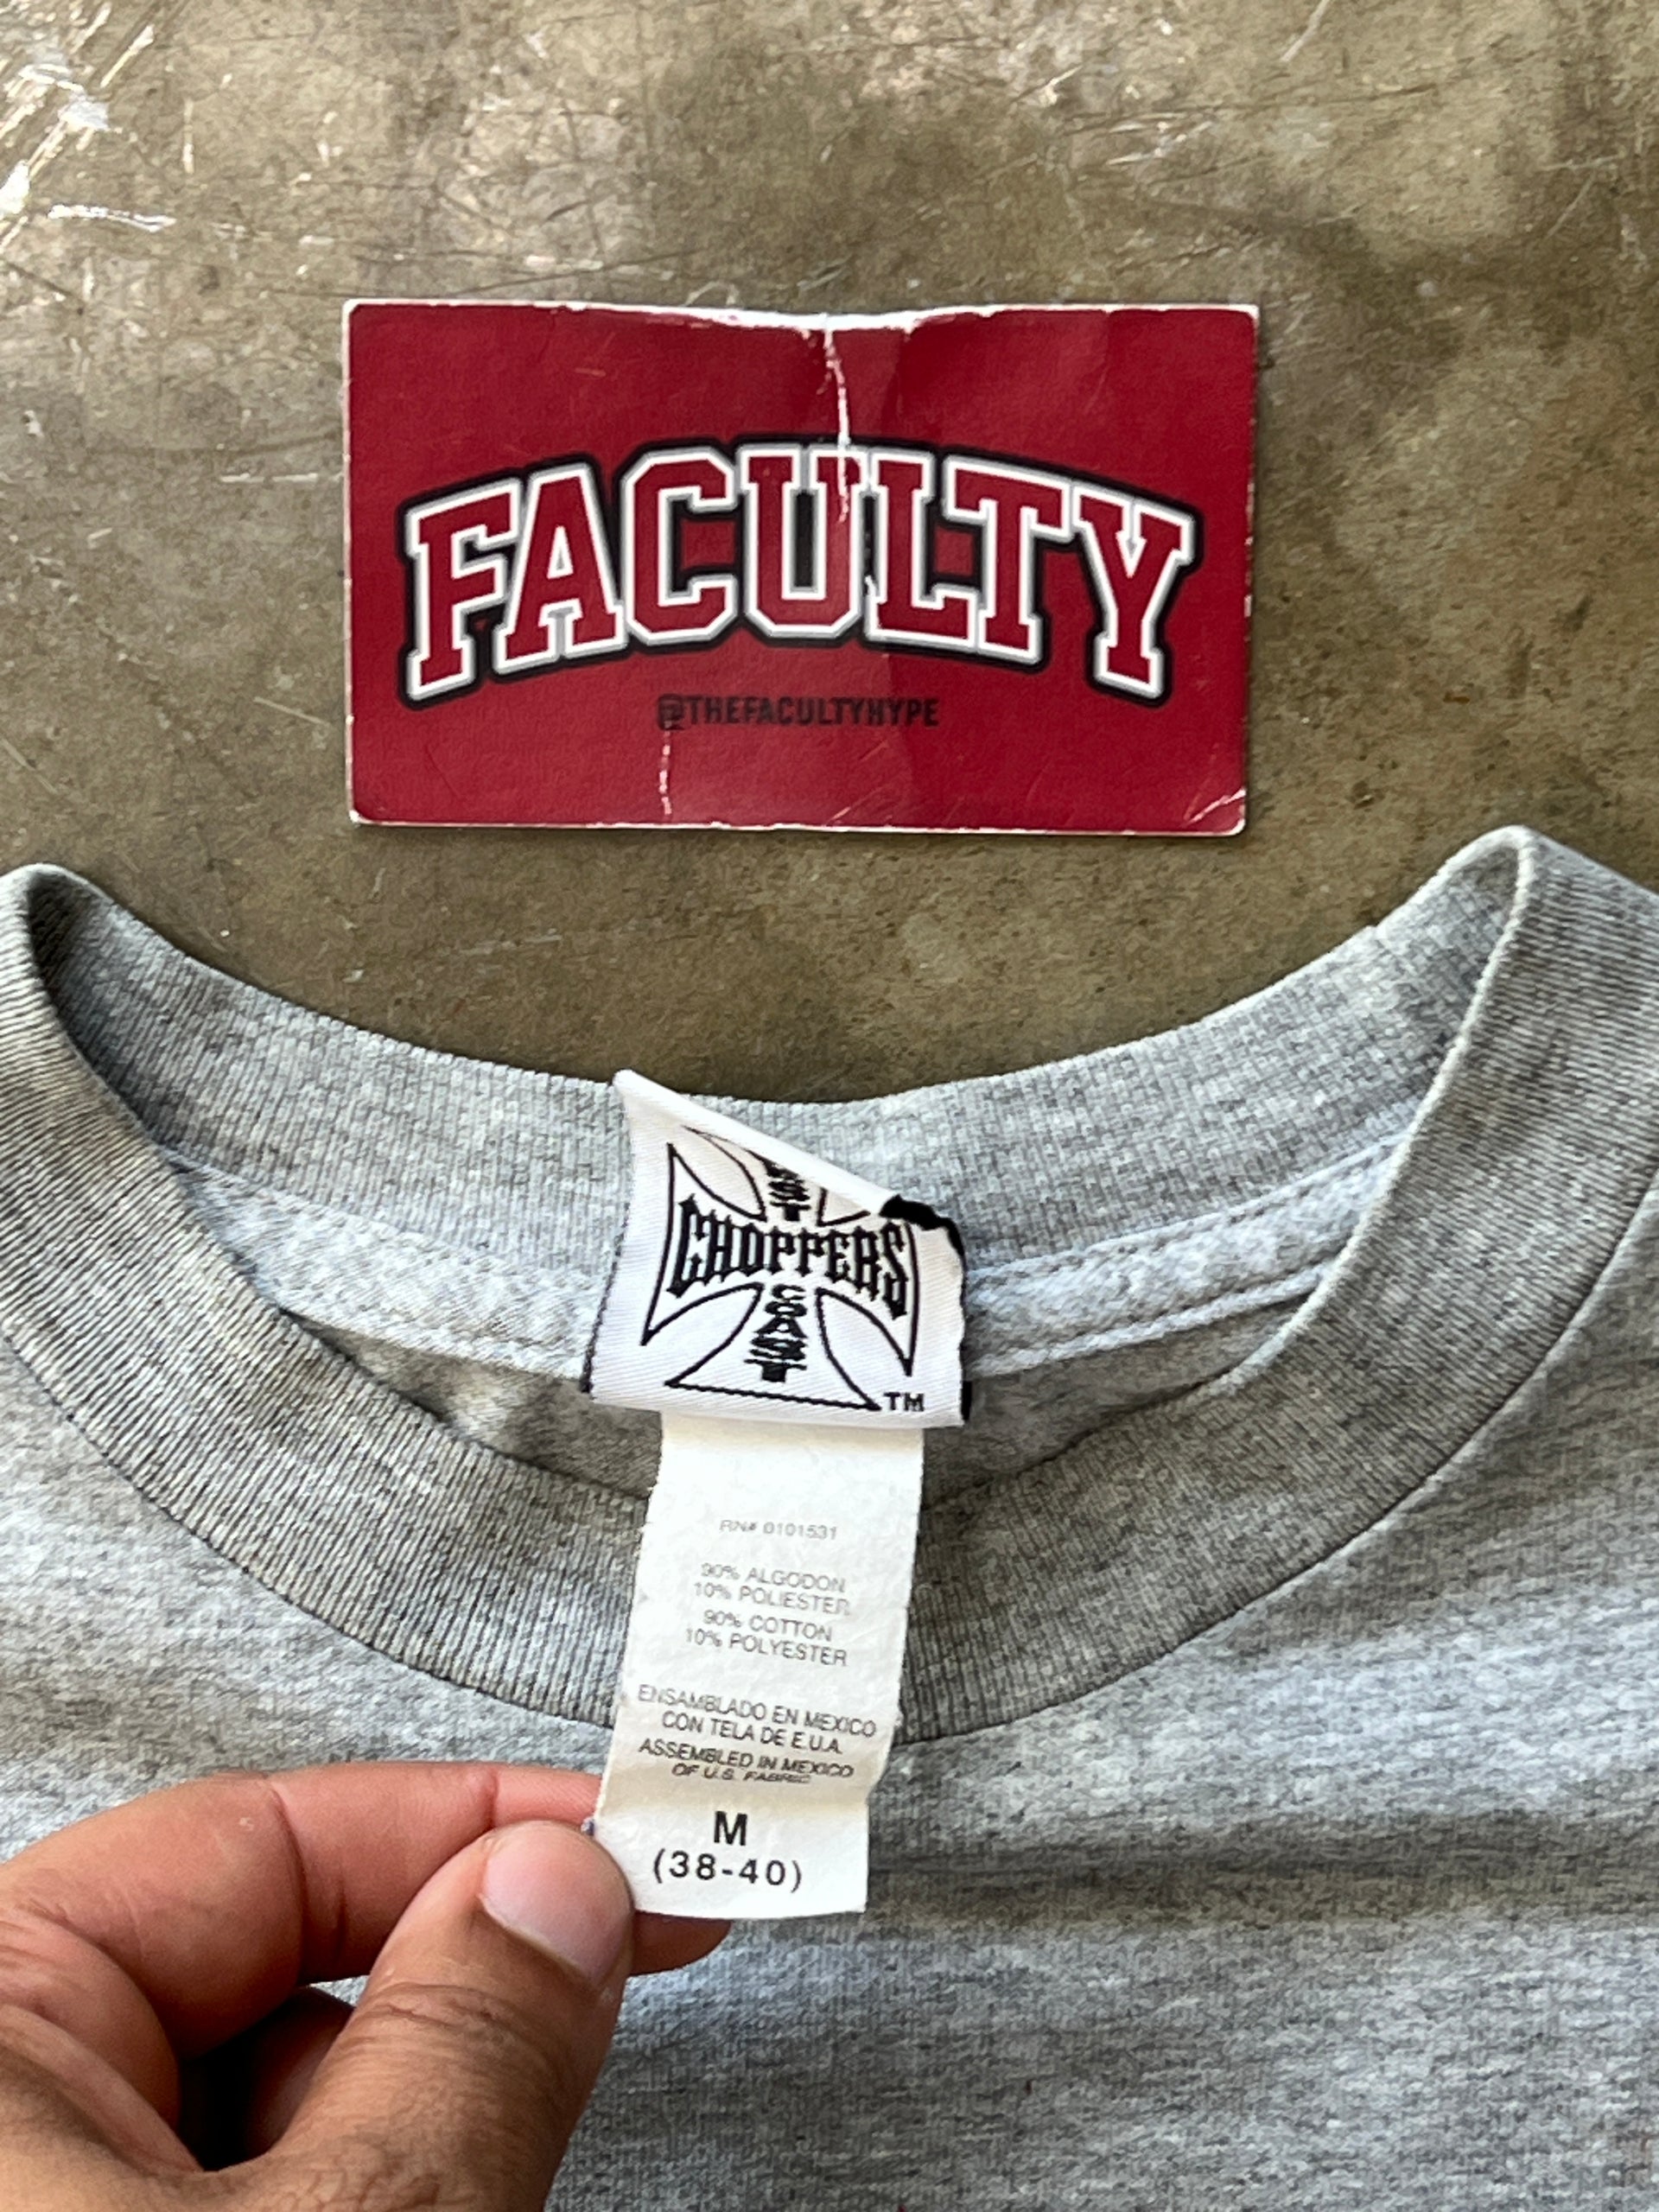 FACULTY
@THEFACULTYHYPE
CHOPPERS
COAST
TM
RN# 0101531
90% ALGODON
10% POLIESTER
90% COTTON
10% POLYESTER
ENSAMBLADO EN MEXICO
CON TELA DE E.U.A.
ASSEMBLED IN MEXICO
OF U.S. FABRIC
M
(38-40)